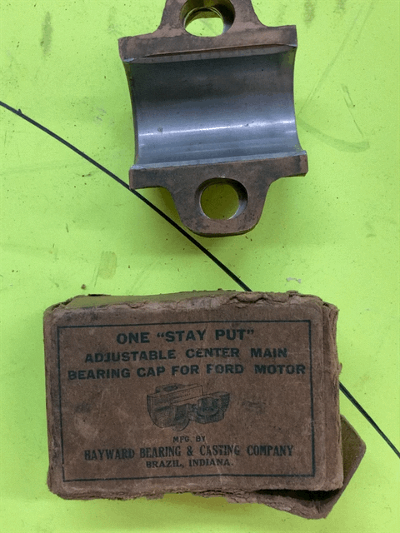 ONE "STAY PUT"
ADJUSTABLE CENTER MAIN
BEARING CAP FOR FORD MOTOR
MFG. BY
HAYWARD BEARING & CASTING COMPANY
BRAZIL, INDIANA.